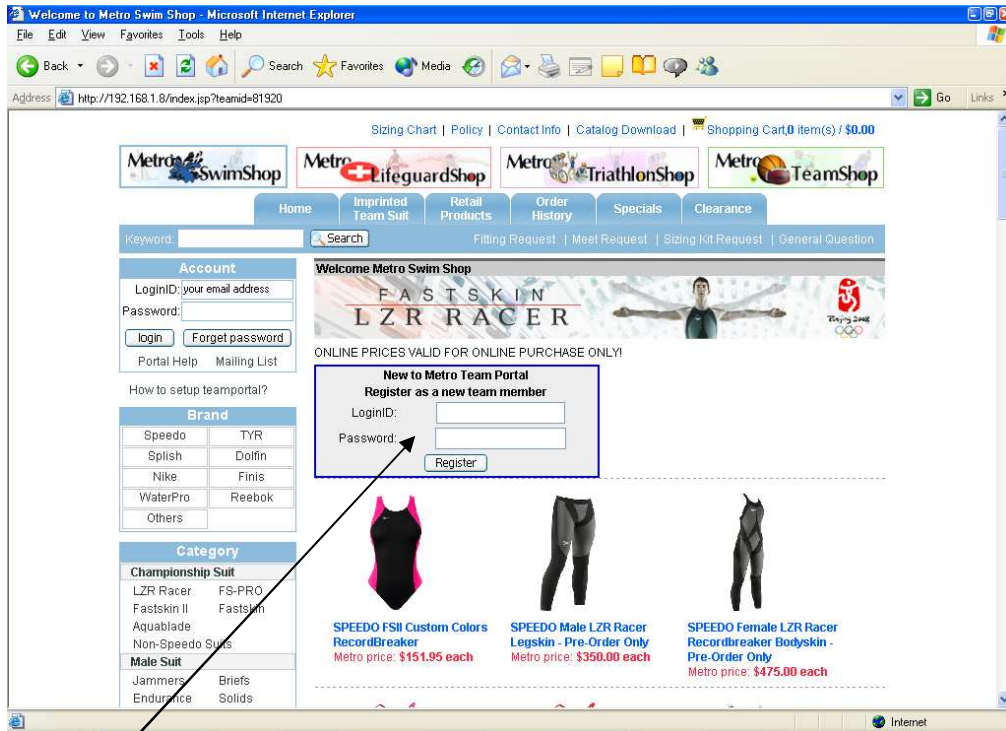 Welcome to Metro Swim Shop - Microsoft Internet Explorer
File Edit View Favorites Tools Help
Back Search Favorites Media
Address http://192.168.1.8/index.jsp?teamid=81920 Go Links
Sizing Chart | Policy | Contact Info | Catalog Download | Shopping Cart,0 item(s) / $0.00
Metro SwimShop Metro LifeguardShop Metro TriathlonShop Metro TeamShop
Home Imprinted Team Suit Retail Products Order History Specials Clearance
Keyword: Search Fitting Request | Meet Request | Sizing Kit Request | General Question
Account
LoginID: your email address
Password:
login Forget password
Portal Help Mailing List
How to setup teamportal?
Brand
Speedo TYR
Splish Dolfin
Nike Finis
WaterPro Reebok
Others
Category
Championship Suit
LZR Racer FS-PRO
Fastskin II Fastskin
Aquablade
Non-Speedo Suits
Male Suit
Jammers Briefs
Endurance Solids
Welcome Metro Swim Shop
FASTSKIN
LZR RACER
Beijing 2008
ONLINE PRICES VALID FOR ONLINE PURCHASE ONLY!
New to Metro Team Portal
Register as a new team member
LoginID:
Password:
Register
SPEEDO FSII Custom Colors
RecordBreaker
Metro price: $151.95 each
SPEEDO Male LZR Racer
Legskin - Pre-Order Only
Metro price: $350.00 each
SPEEDO Female LZR Racer
Recordbreaker Bodyskin -
Pre-Order Only
Metro price: $475.00 each
Internet